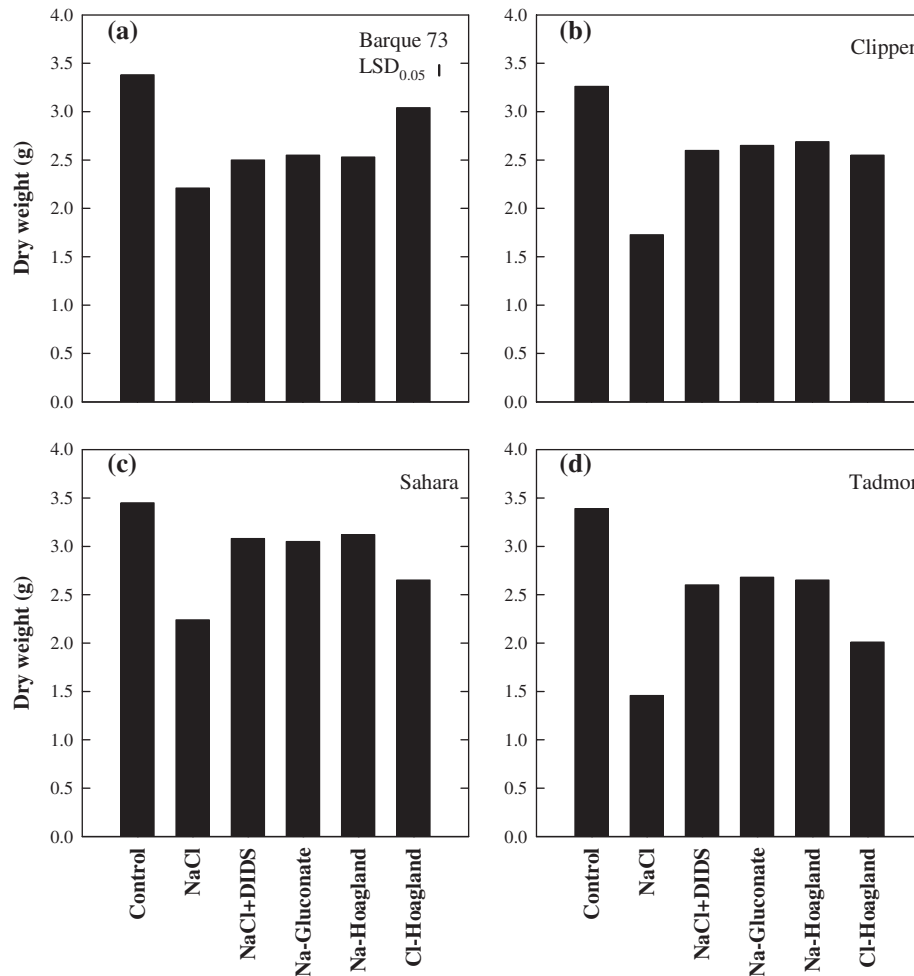 (a)
Barque 73
LSD0.05
Dry weight (g)
4.0
3.5
3.0
2.5
2.0
1.5
1.0
0.5
0.0
(b)
Clipper
4.0
3.5
3.0
2.5
2.0
1.5
1.0
0.5
0.0
(c)
Sahara
Dry weight (g)
4.0
3.5
3.0
2.5
2.0
1.5
1.0
0.5
0.0
Control
NaCl
NaCl+DIDS
Na-Gluconate
Na-Hoagland
Cl-Hoagland
(d)
Tadmor
4.0
3.5
3.0
2.5
2.0
1.5
1.0
0.5
0.0
Control
NaCl
NaCl+DIDS
Na-Gluconate
Na-Hoagland
Cl-Hoagland